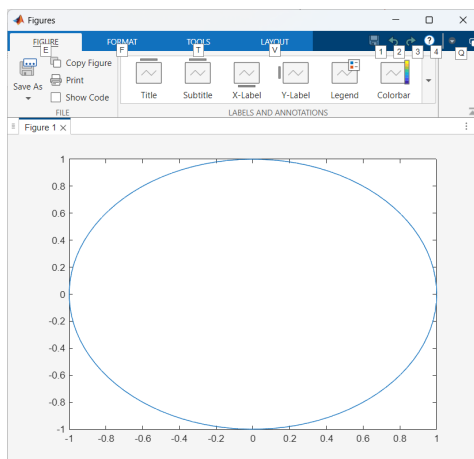 Figures
FIGURE FORMAT TOOLS LAYOUT
E F T V 1 2 3 4 Q
Save As
Copy Figure
Print
Show Code
Title Subtitle X-Label Y-Label Legend Colorbar
FILE LABELS AND ANNOTATIONS
Figure 1
1
0.8
0.6
0.4
0.2
0
-0.2
-0.4
-0.6
-0.8
-1
-1 -0.8 -0.6 -0.4 -0.2 0 0.2 0.4 0.6 0.8 1